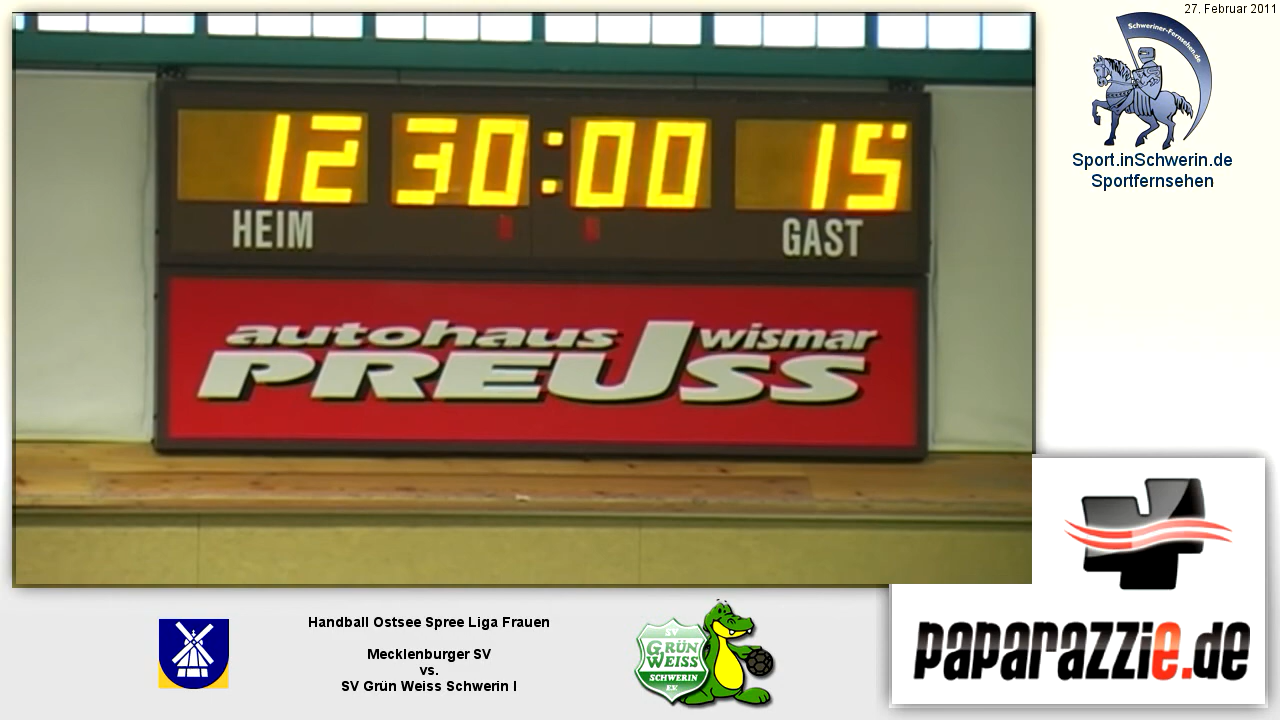 27. Februar 2011
Schweriner-Fernsehen.de
Sport.inSchwerin.de
Sportfernsehen
12 30:00 15
HEIM GAST
autohaus wismar
PREUSS
paparazzie.de
Handball Ostsee Spree Liga Frauen
Mecklenburger SV
vs.
SV Grün Weiss Schwerin I
SV
GRÜN
WEISS
SCHWERIN
E.V.